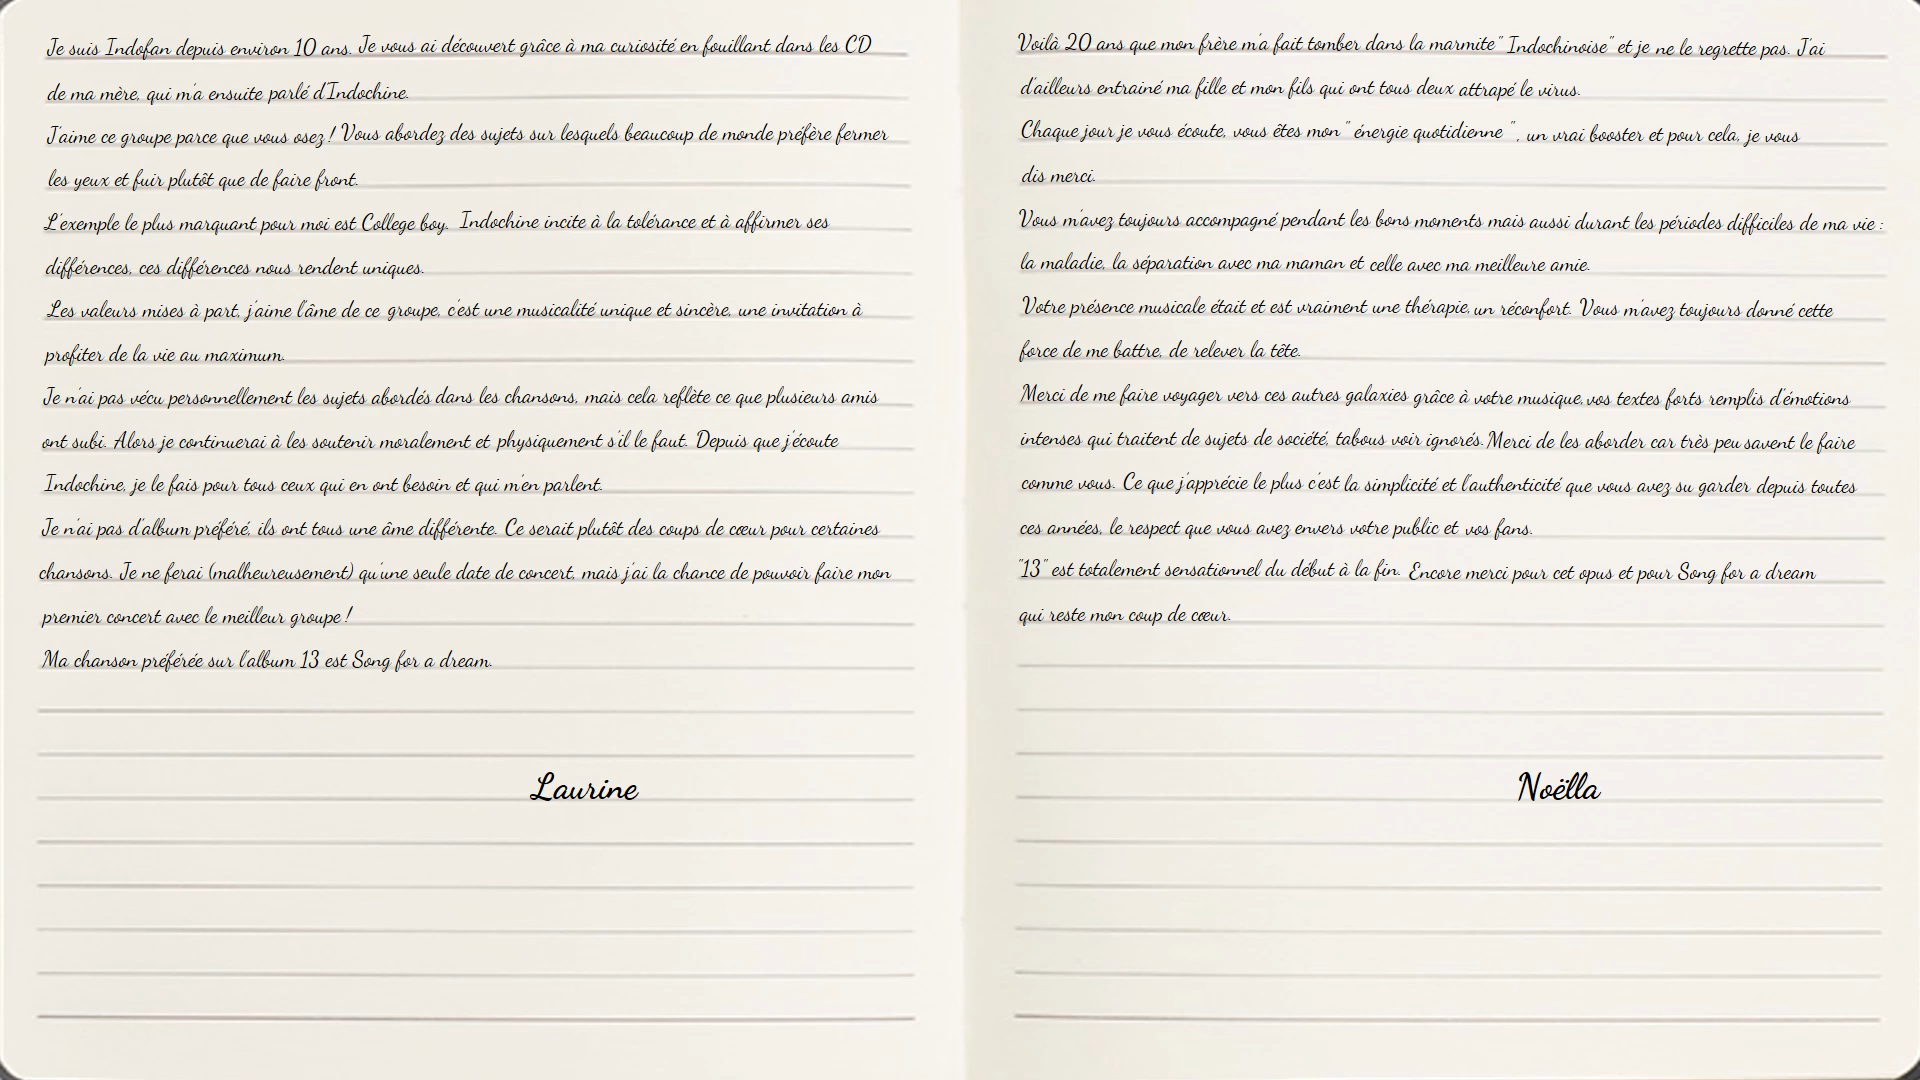 Je suis Indofan depuis environ 10 ans. Je vous ai découvert grâce à ma curiosité en fouillant dans les CD
de ma mère, qui m'a ensuite parlé d'Indochine.
J'aime ce groupe parce que vous osez ! Vous abordez des sujets sur lesquels beaucoup de monde préfère fermer
les yeux et fuir plutôt que de faire front.
L'exemple le plus marquant pour moi est College boy. Indochine incite à la tolérance et à affirmer ses
différences, ces différences nous rendent uniques.
Les valeurs mises à part, j'aime l'âme de ce groupe, c'est une musicalité unique et sincère, une invitation à
profiter de la vie au maximum.
Je n'ai pas vécu personnellement les sujets abordés dans les chansons, mais cela reflète ce que plusieurs amis
ont subi. Alors je continuerai à les soutenir moralement et physiquement s'il le faut. Depuis que j'écoute
Indochine, je le fais pour tous ceux qui en ont besoin et qui m'en parlent.
Je n'ai pas d'album préféré, ils ont tous une âme différente. Ce serait plutôt des coups de cœur pour certaines
chansons. Je ne ferai (malheureusement) qu'une seule date de concert, mais j'ai la chance de pouvoir faire mon
premier concert avec le meilleur groupe !
Ma chanson préférée sur l'album 13 est Song for a dream.
Laurine
Voilà 20 ans que mon frère m'a fait tomber dans la marmite" Indochinoise" et je ne le regrette pas. J'ai
d'ailleurs entrainé ma fille et mon fils qui ont tous deux attrapé le virus.
Chaque jour je vous écoute, vous êtes mon " énergie quotidienne ", un vrai booster et pour cela, je vous
dis merci.
Vous m'avez toujours accompagné pendant les bons moments mais aussi durant les périodes difficiles de ma vie :
la maladie, la séparation avec ma maman et celle avec ma meilleure amie.
Votre présence musicale était et est vraiment une thérapie, un réconfort. Vous m'avez toujours donné cette
force de me battre, de relever la tête.
Merci de me faire voyager vers ces autres galaxies grâce à votre musique, vos textes forts remplis d'émotions
intenses qui traitent de sujets de société, tabous voir ignorés. Merci de les aborder car très peu savent le faire
comme vous. Ce que j'apprécie le plus c'est la simplicité et l'authenticité que vous avez su garder depuis toutes
ces années, le respect que vous avez envers votre public et vos fans.
"13" est totalement sensationnel du début à la fin. Encore merci pour cet opus et pour Song for a dream
qui reste mon coup de cœur.
Noëlla